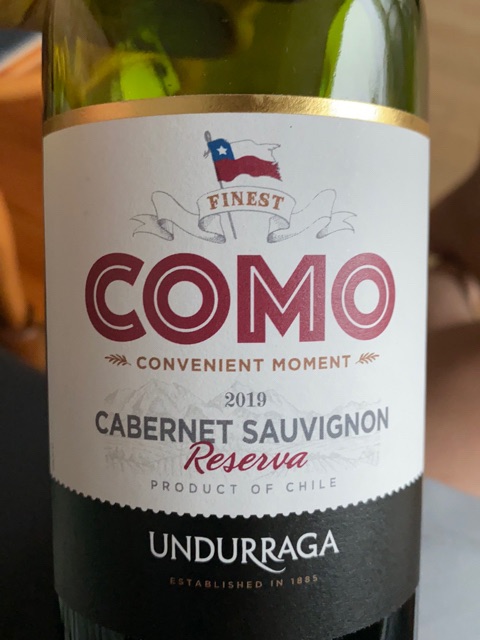 FINEST
COMO
CONVENIENT MOMENT
2019
CABERNET SAUVIGNON
Reserva
PRODUCT OF CHILE
UNDURRAGA
ESTABLISHED IN 1885